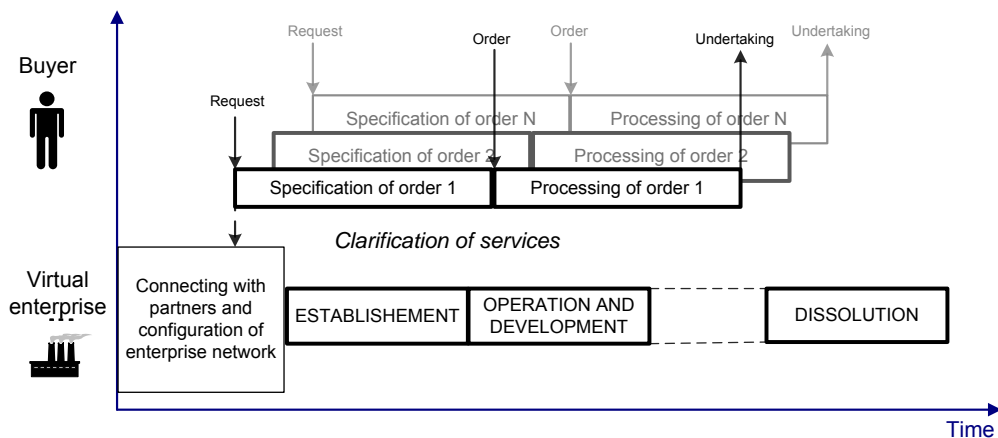 Request
Order
Order
Undertaking
Undertaking
Buyer
Request
Specification of order N
Processing of order N
Specification of order 2
Processing of order 2
Specification of order 1
Processing of order 1
Clarification of services
Virtual
enterprise
Connecting with
partners and
configuration of
enterprise network
ESTABLISHEMENT
OPERATION AND
DEVELOPMENT
DISSOLUTION
Time